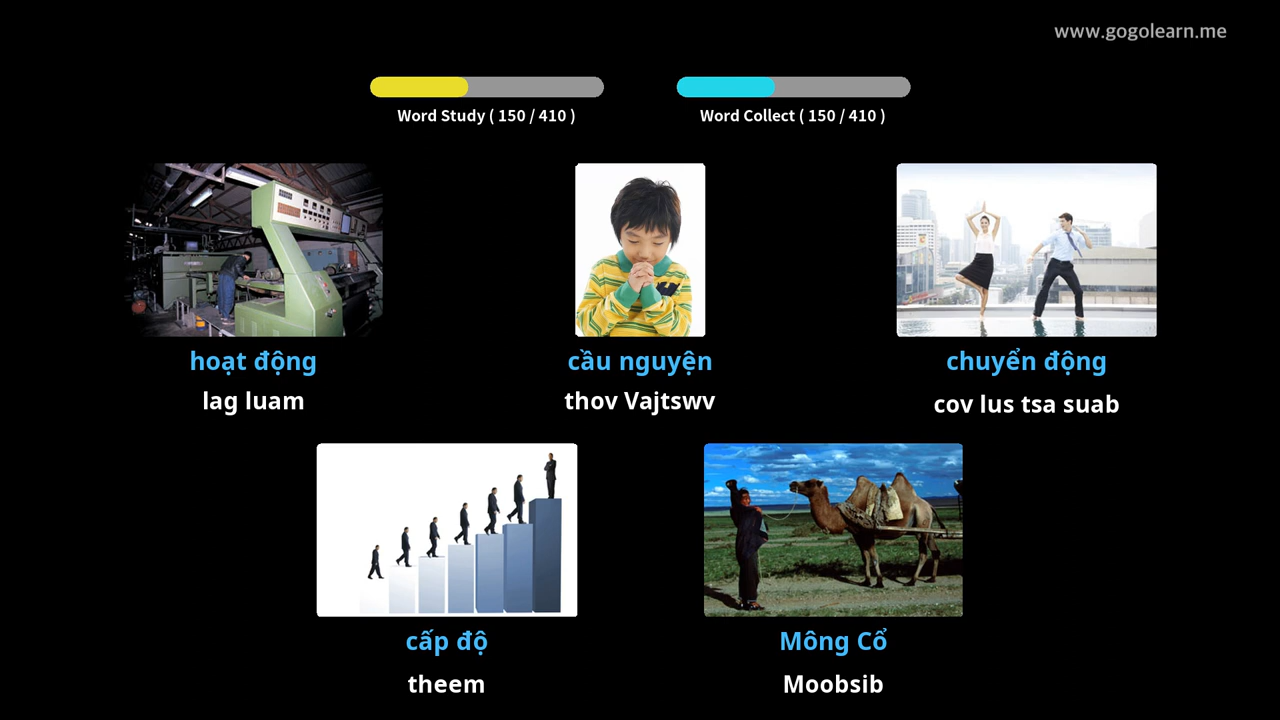 www.gogolearn.me
Word Study ( 150 / 410 )
Word Collect ( 150 / 410 )
hoạt động
lag luam
cầu nguyện
thov Vajtswv
chuyển động
cov lus tsa suab
cấp độ
theem
Mông Cổ
Moobsib